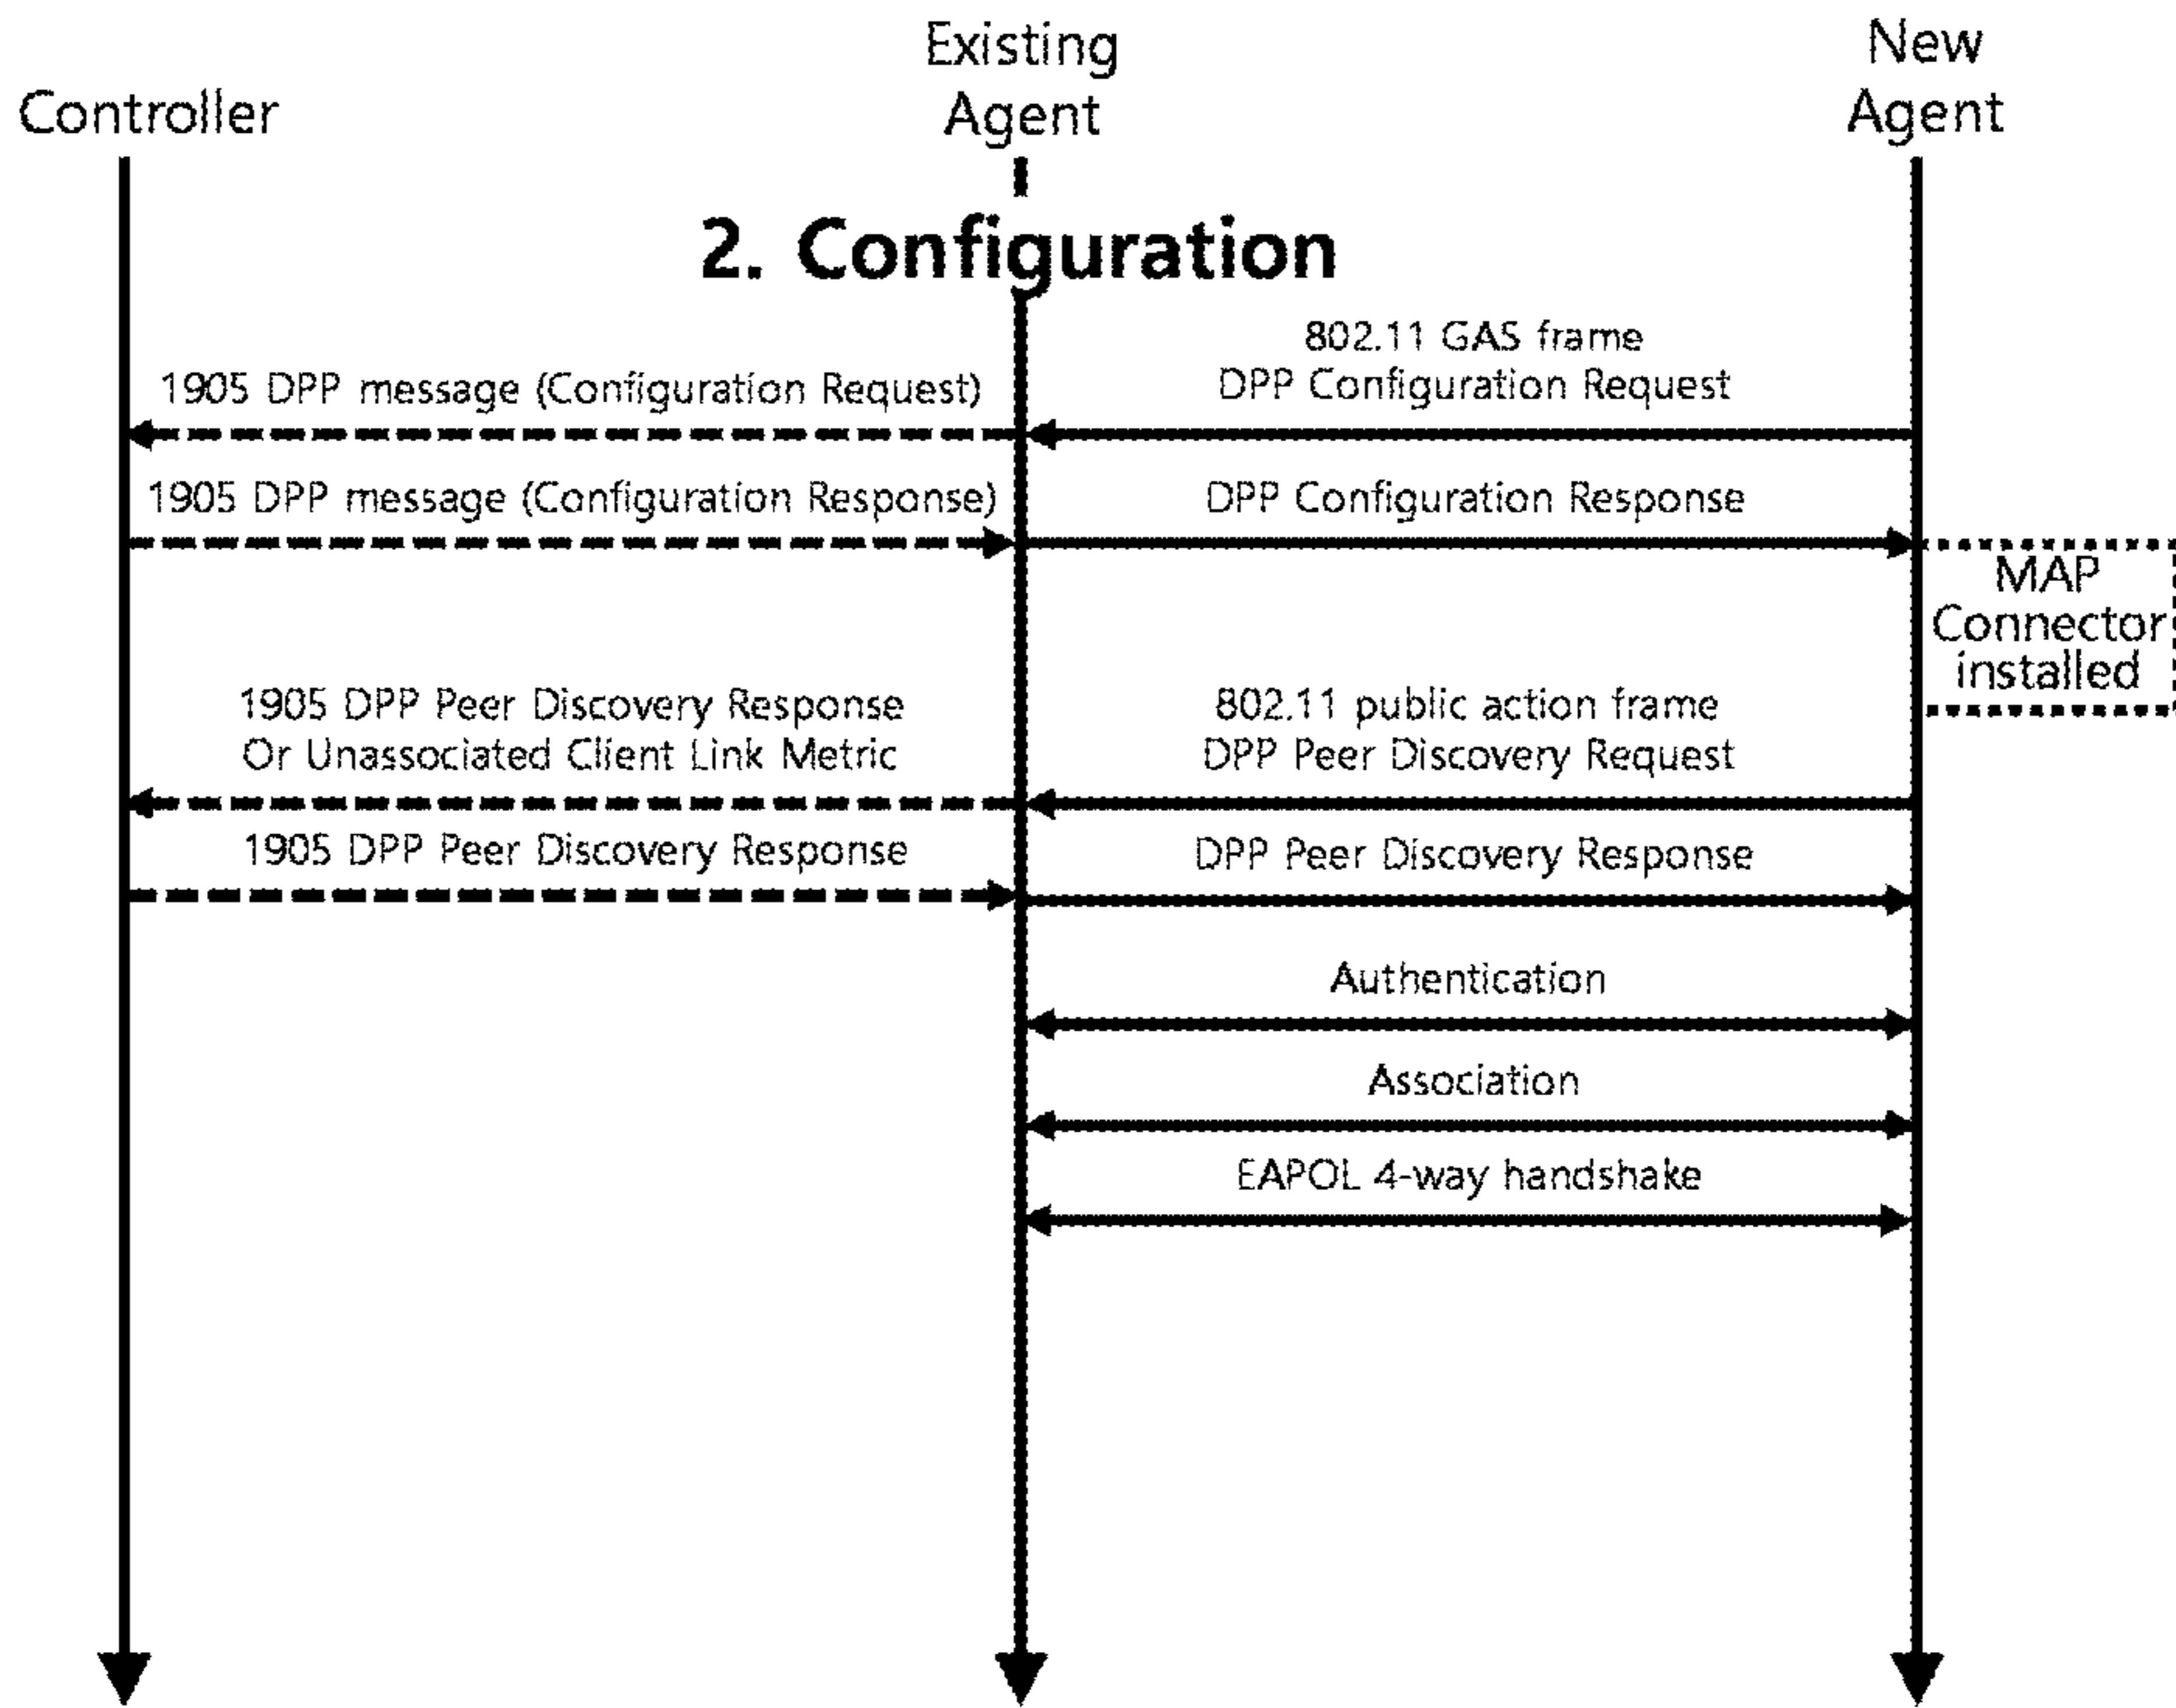 Controller
Existing
Agent
New
Agent
2. Configuration
802.11 GAS frame
1905 DPP message (Configuration Request)
DPP Configuration Request
1905 DPP message (Configuration Response)
DPP Configuration Response
MAP
Connector
installed
1905 DPP Peer Discovery Response
Or Unassociated Client Link Metric
802.11 public action frame
DPP Peer Discovery Request
1905 DPP Peer Discovery Response
DPP Peer Discovery Response
Authentication
Association
EAPOL 4-way handshake